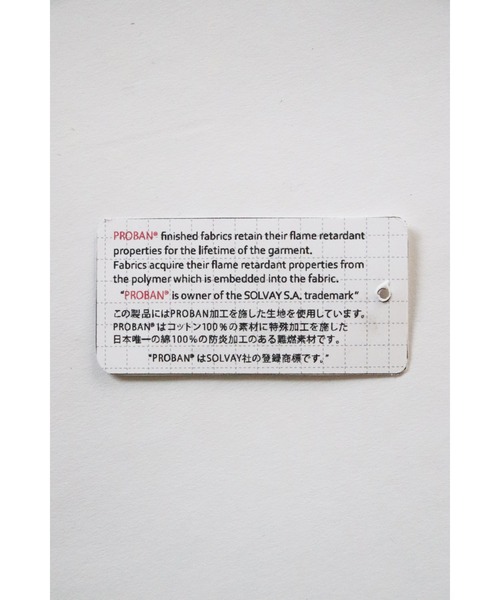 PROBAN® finished fabrics retain their flame retardant
properties for the lifetime of the garment.
Fabrics acquire their flame retardant properties from
the polymer which is embedded into the fabric.
"PROBAN® is owner of the SOLVAY S.A. trademark"
この製品にはPROBAN加工を施した生地を使用しています。
PROBAN®はコットン100%の素材に特殊加工を施した
日本唯一の綿100%の防炎加工のある難燃素材です。
"PROBAN®はSOLVAY社の登録商標です。"